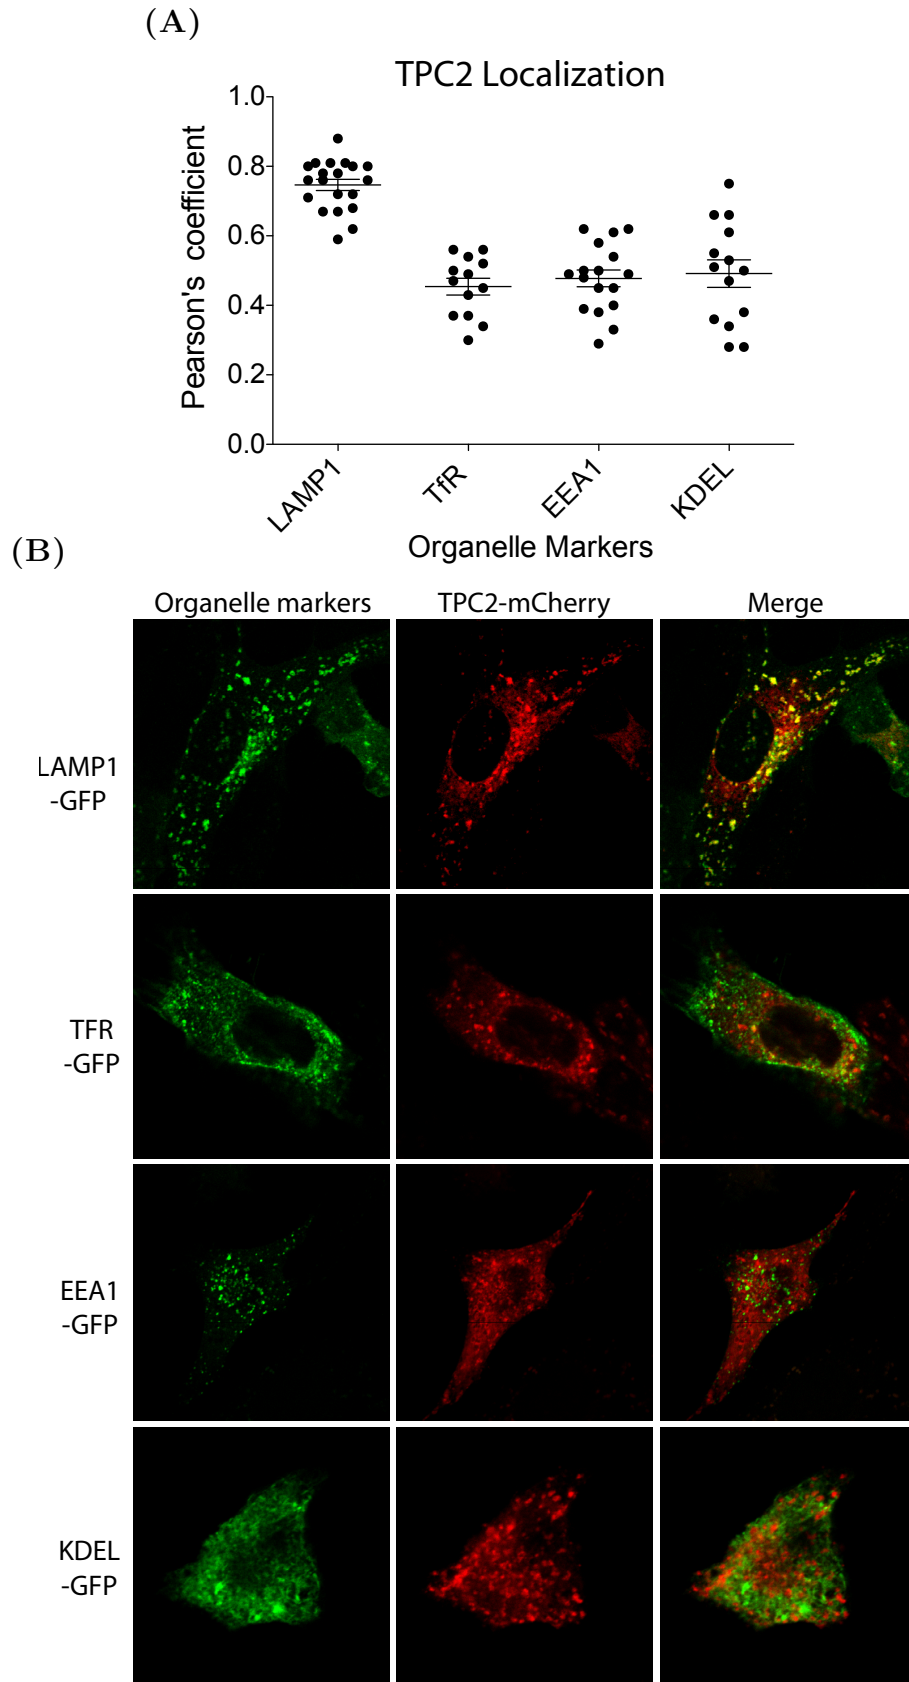 (A)
TPC2 Localization
Pearson's coefficient
1.0
0.8
0.6
0.4
0.2
0.0
LAMP1
TfR
EEA1
KDEL
Organelle Markers
(B)
Organelle markers TPC2-mCherry Merge
LAMP1
-GFP
TFR
-GFP
EEA1
-GFP
KDEL
-GFP